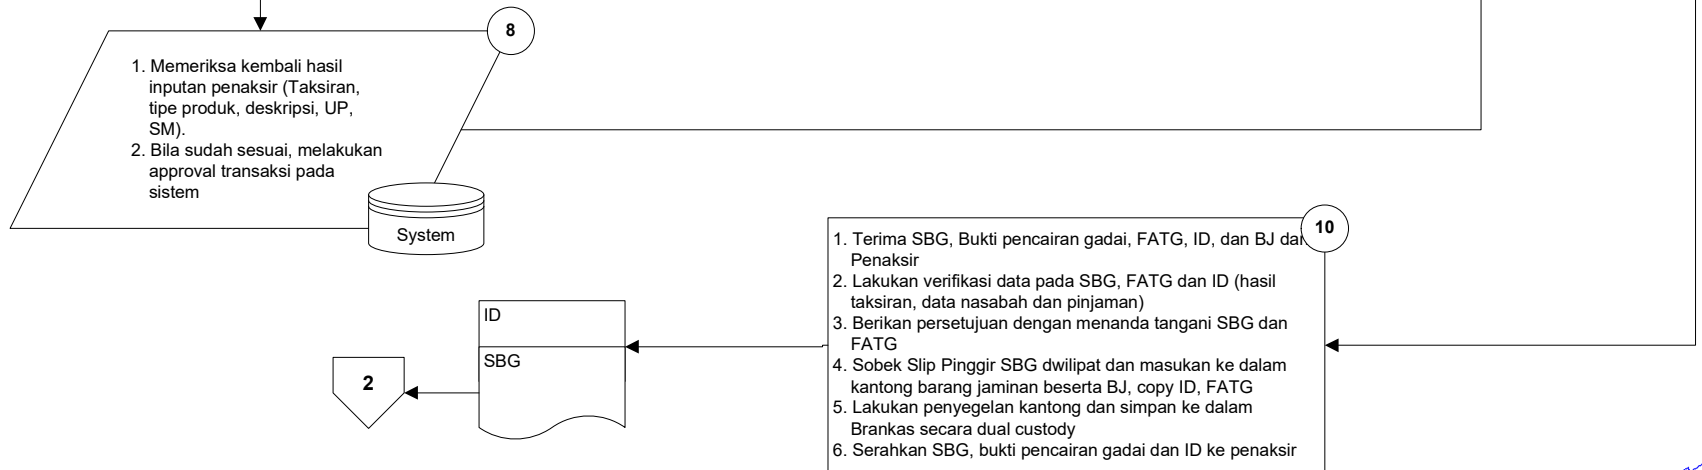 8
1. Memeriksa kembali hasil
inputan penaksir (Taksiran,
tipe produk, deskripsi, UP,
SM).
2. Bila sudah sesuai, melakukan
approval transaksi pada
sistem
System
10
1. Terima SBG, Bukti pencairan gadai, FATG, ID, dan BJ dari
Penaksir
2. Lakukan verifikasi data pada SBG, FATG dan ID (hasil
taksiran, data nasabah dan pinjaman)
3. Berikan persetujuan dengan menanda tangani SBG dan
FATG
4. Sobek Slip Pinggir SBG dwilipat dan masukan ke dalam
kantong barang jaminan beserta BJ, copy ID, FATG
5. Lakukan penyegelan kantong dan simpan ke dalam
Brankas secara dual custody
6. Serahkan SBG, bukti pencairan gadai dan ID ke penaksir
ID
SBG
2